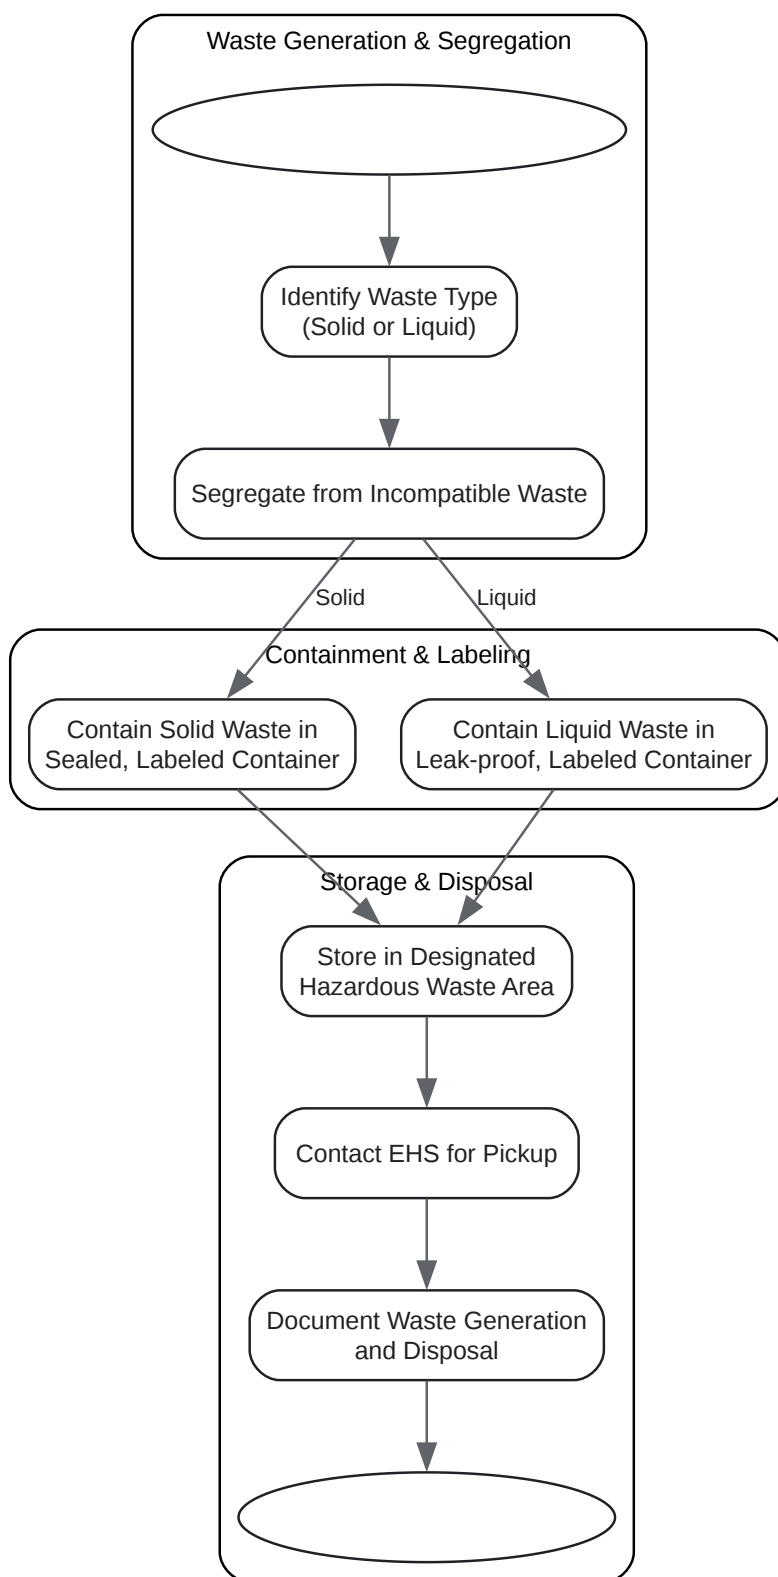 Waste Generation & Segregation
Identify Waste Type
(Solid or Liquid)
Segregate from Incompatible Waste
Solid
Liquid
Containment & Labeling
Contain Solid Waste in
Sealed, Labeled Container
Contain Liquid Waste in
Leak-proof, Labeled Container
Storage & Disposal
Store in Designated
Hazardous Waste Area
Contact EHS for Pickup
Document Waste Generation
and Disposal